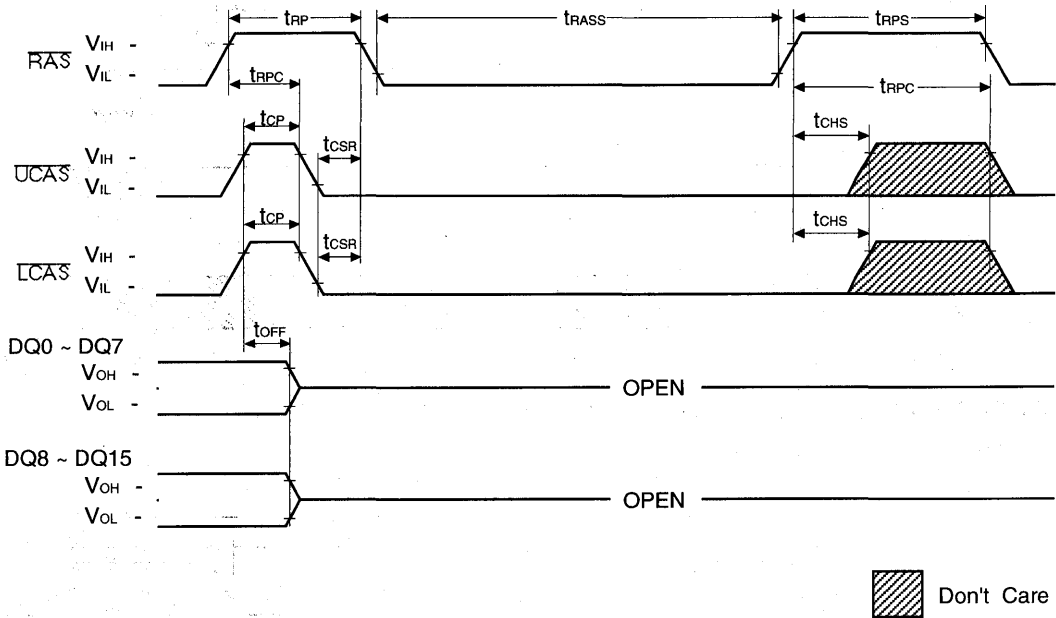 tRP tRASS tRPS
RAS VIH -
VIL -
tRPC tRPC
tCP tCHS
tCSR
UCAS VIH -
VIL -
tCP tCHS
tCSR
LCAS VIH -
VIL -
tOFF
DQ0 ~ DQ7
VOH -
OPEN
VOL -
DQ8 ~ DQ15
VOH -
OPEN
VOL -
Don't Care